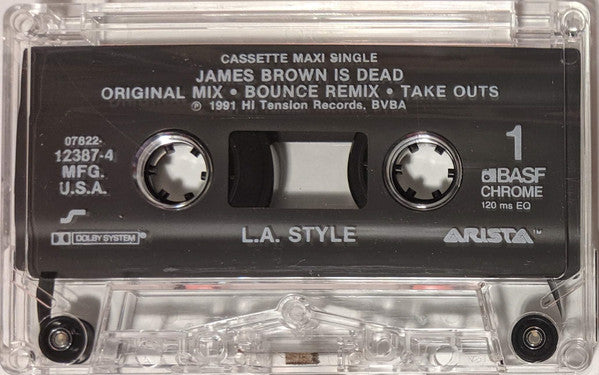 CASSETTE MAXI SINGLE
JAMES BROWN IS DEAD
ORIGINAL MIX • BOUNCE REMIX • TAKE OUTS
℗ 1991 HI Tension Records, BVBA
07822-
12387-4
MFG.
U.S.A.
DOLBY SYSTEM®
1
BASF
CHROME
120 ms EQ
L.A. STYLE
ARISTA™